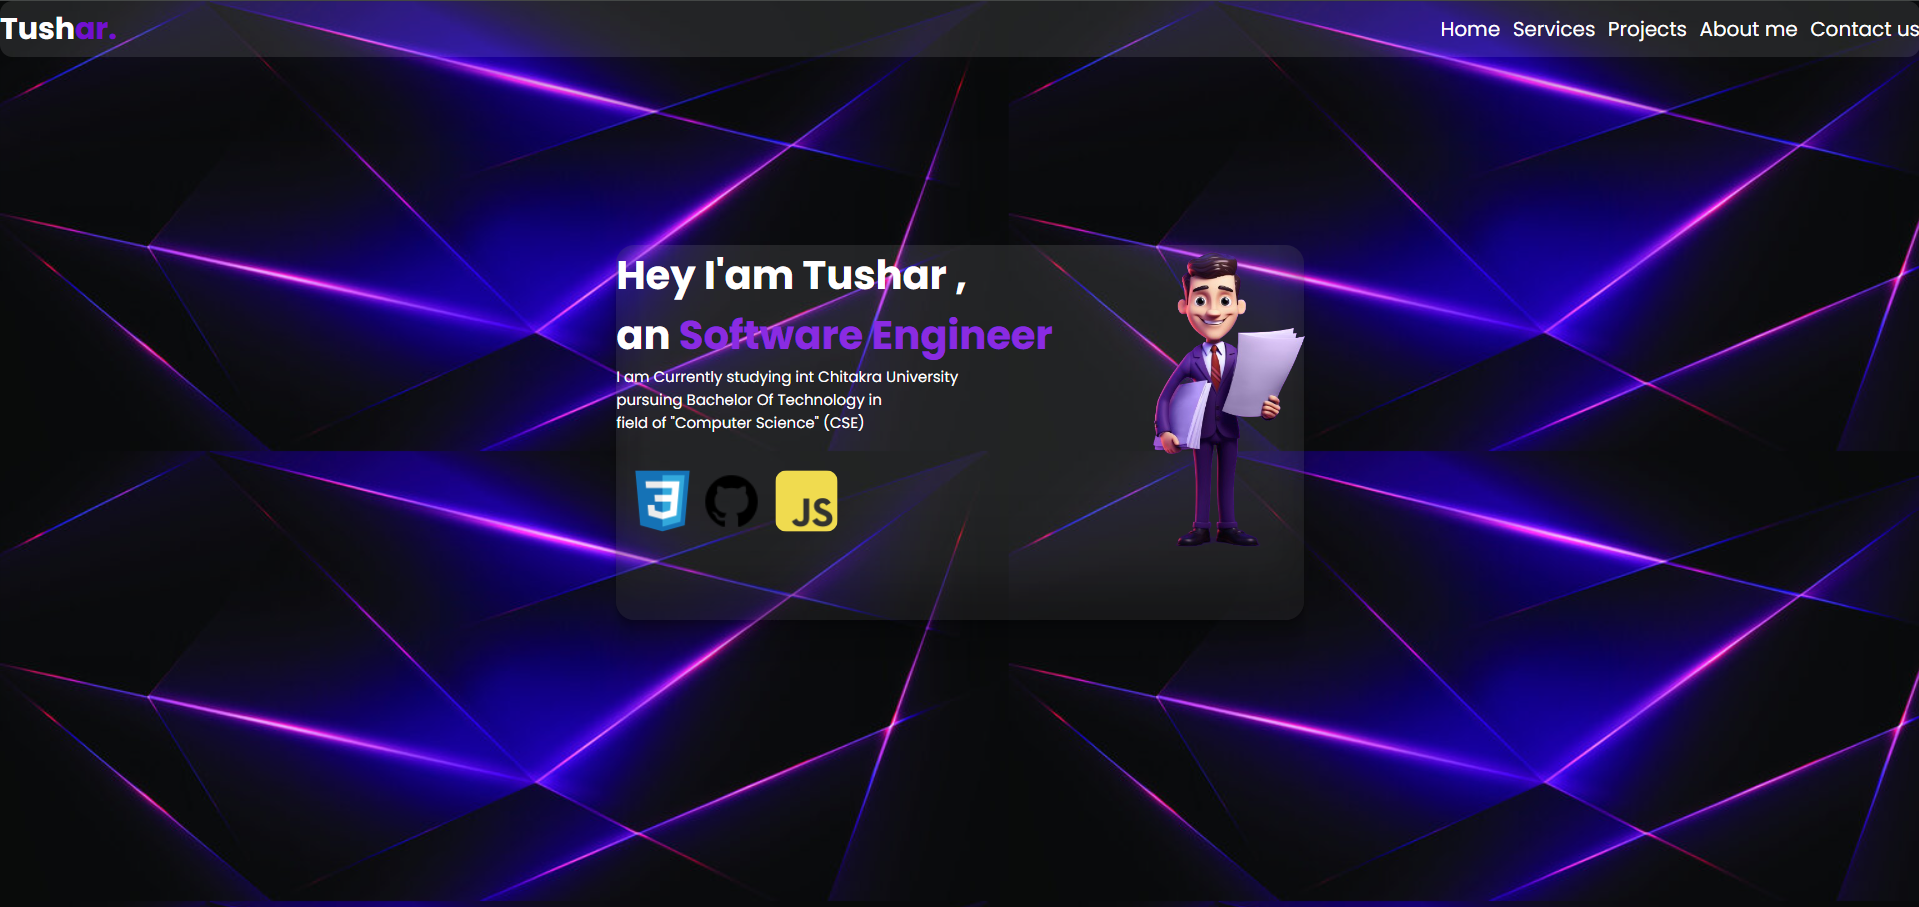 Tushar.
Home Services Projects About me Contact us
Hey I'am Tushar ,
an Software Engineer
I am Currently studying int Chitakra University
pursuing Bachelor Of Technology in
field of "Computer Science" (CSE)
3 JS